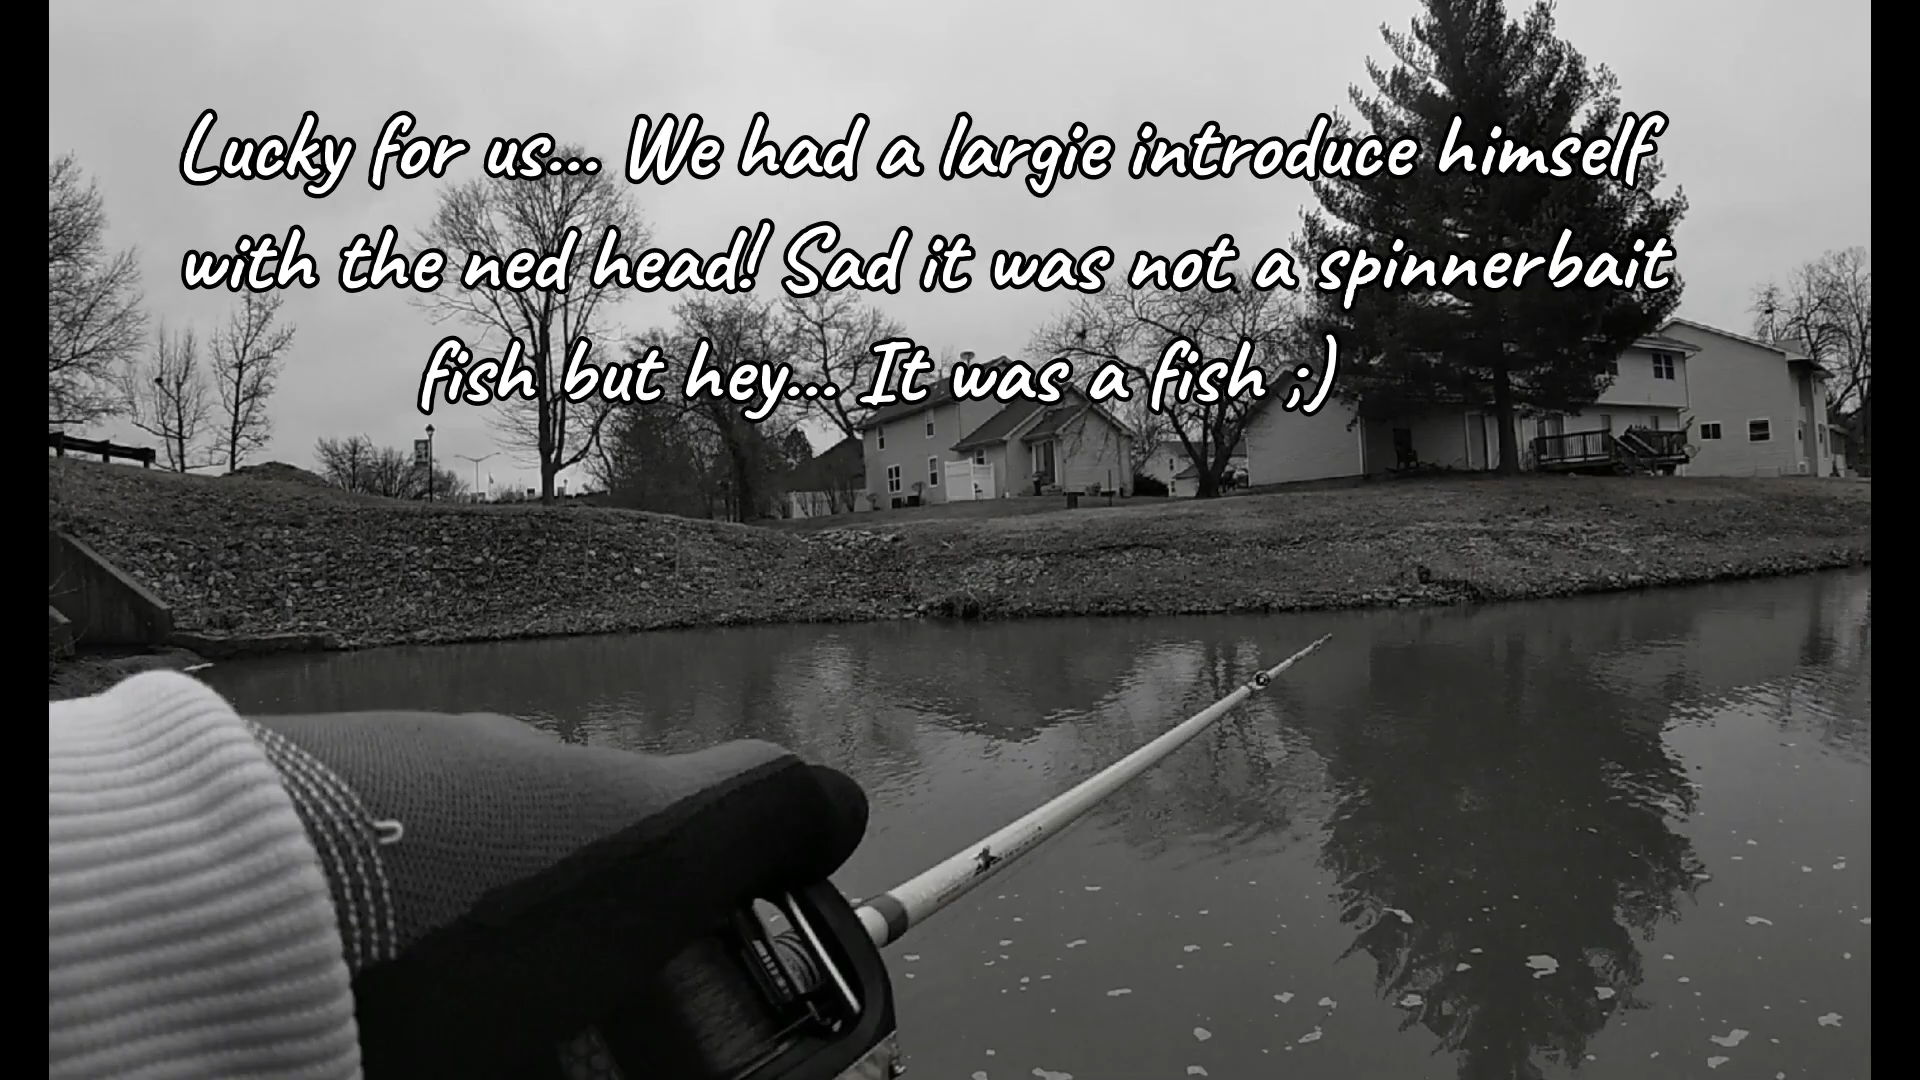 Lucky for us... We had a largie introduce himself
with the ned head! Sad it was not a spinnerbait
fish but hey... It was a fish ;)